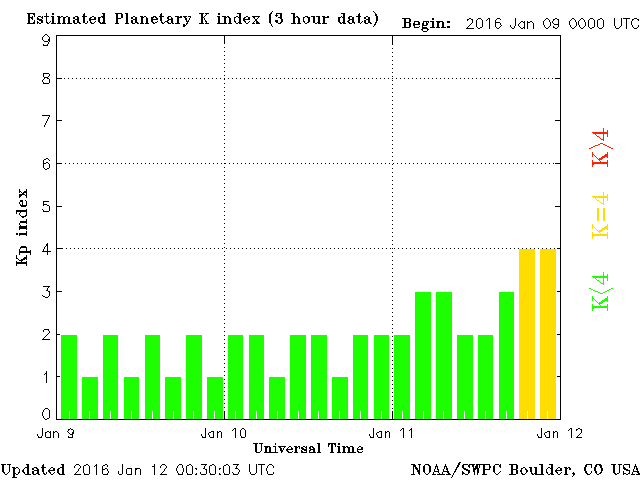 Estimated Planetary K index (3 hour data) Begin: 2016 Jan 09 0000 UTC
9
8
7
6
5
4
3
2
1
0
Kp index
K>4
K=4
K<4
Jan 9 Jan 10 Jan 11 Jan 12
Universal Time
Updated 2016 Jan 12 00:30:03 UTC NOAA/SWPC Boulder, CO USA